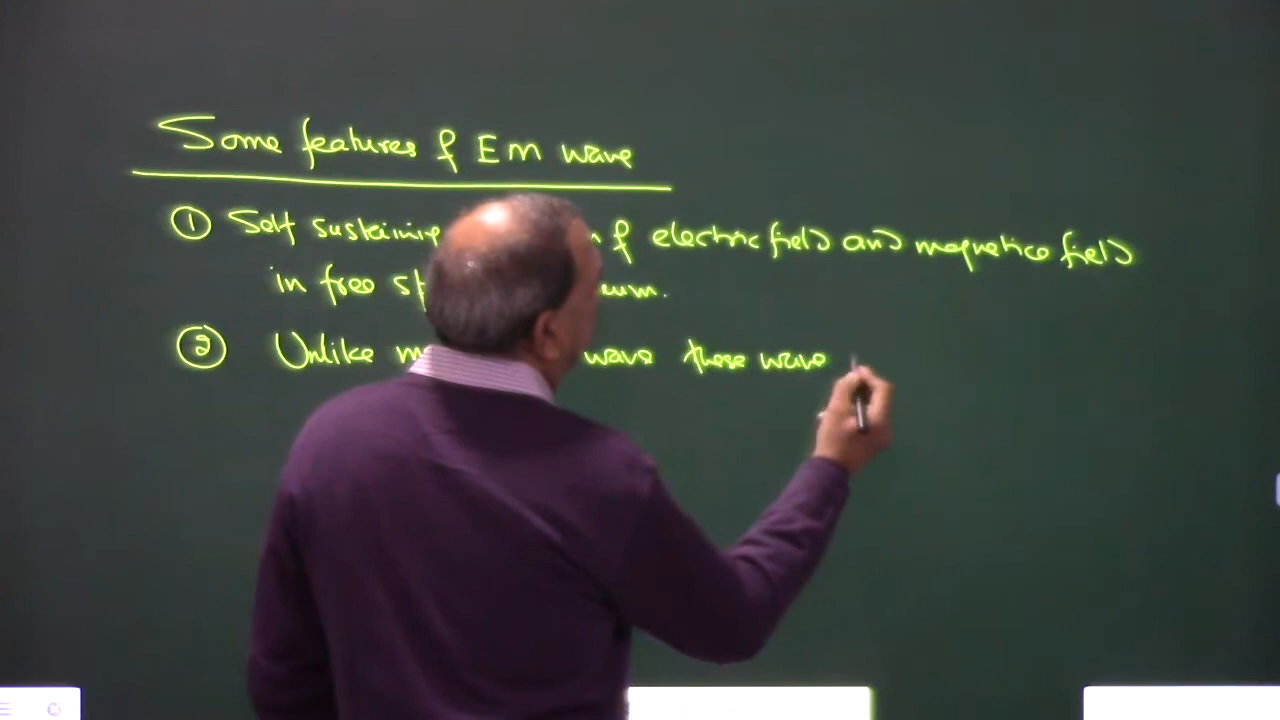 Some features of EM wave
① Self sustaining of electric field and magnetic field
in free
② Unlike wave these wave